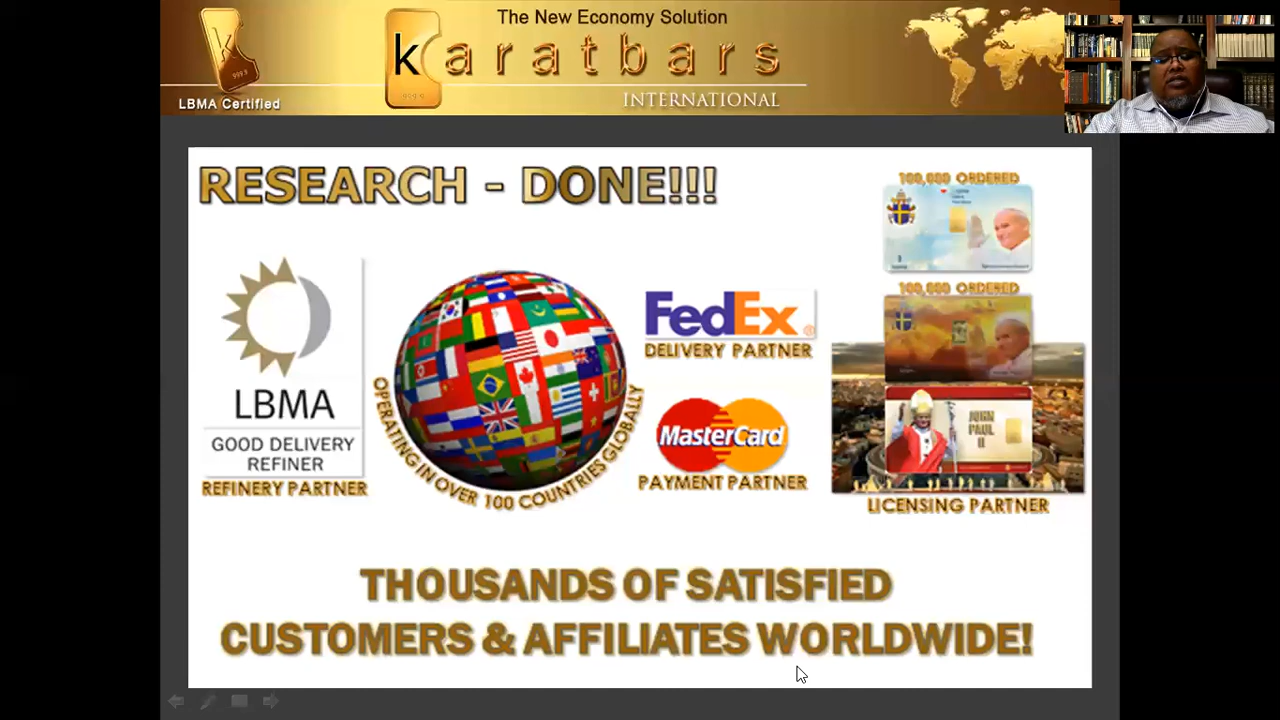 The New Economy Solution
karatbars
INTERNATIONAL
LBMA Certified
RESEARCH - DONE!!!
LBMA
GOOD DELIVERY
REFINER
REFINERY PARTNER
OPERATING IN OVER 100 COUNTRIES GLOBALLY
FedEx
DELIVERY PARTNER
MasterCard
PAYMENT PARTNER
100,000 ORDERED
100,000 ORDERED
JOHN
PAUL
II
LICENSING PARTNER
THOUSANDS OF SATISFIED
CUSTOMERS & AFFILIATES WORLDWIDE!